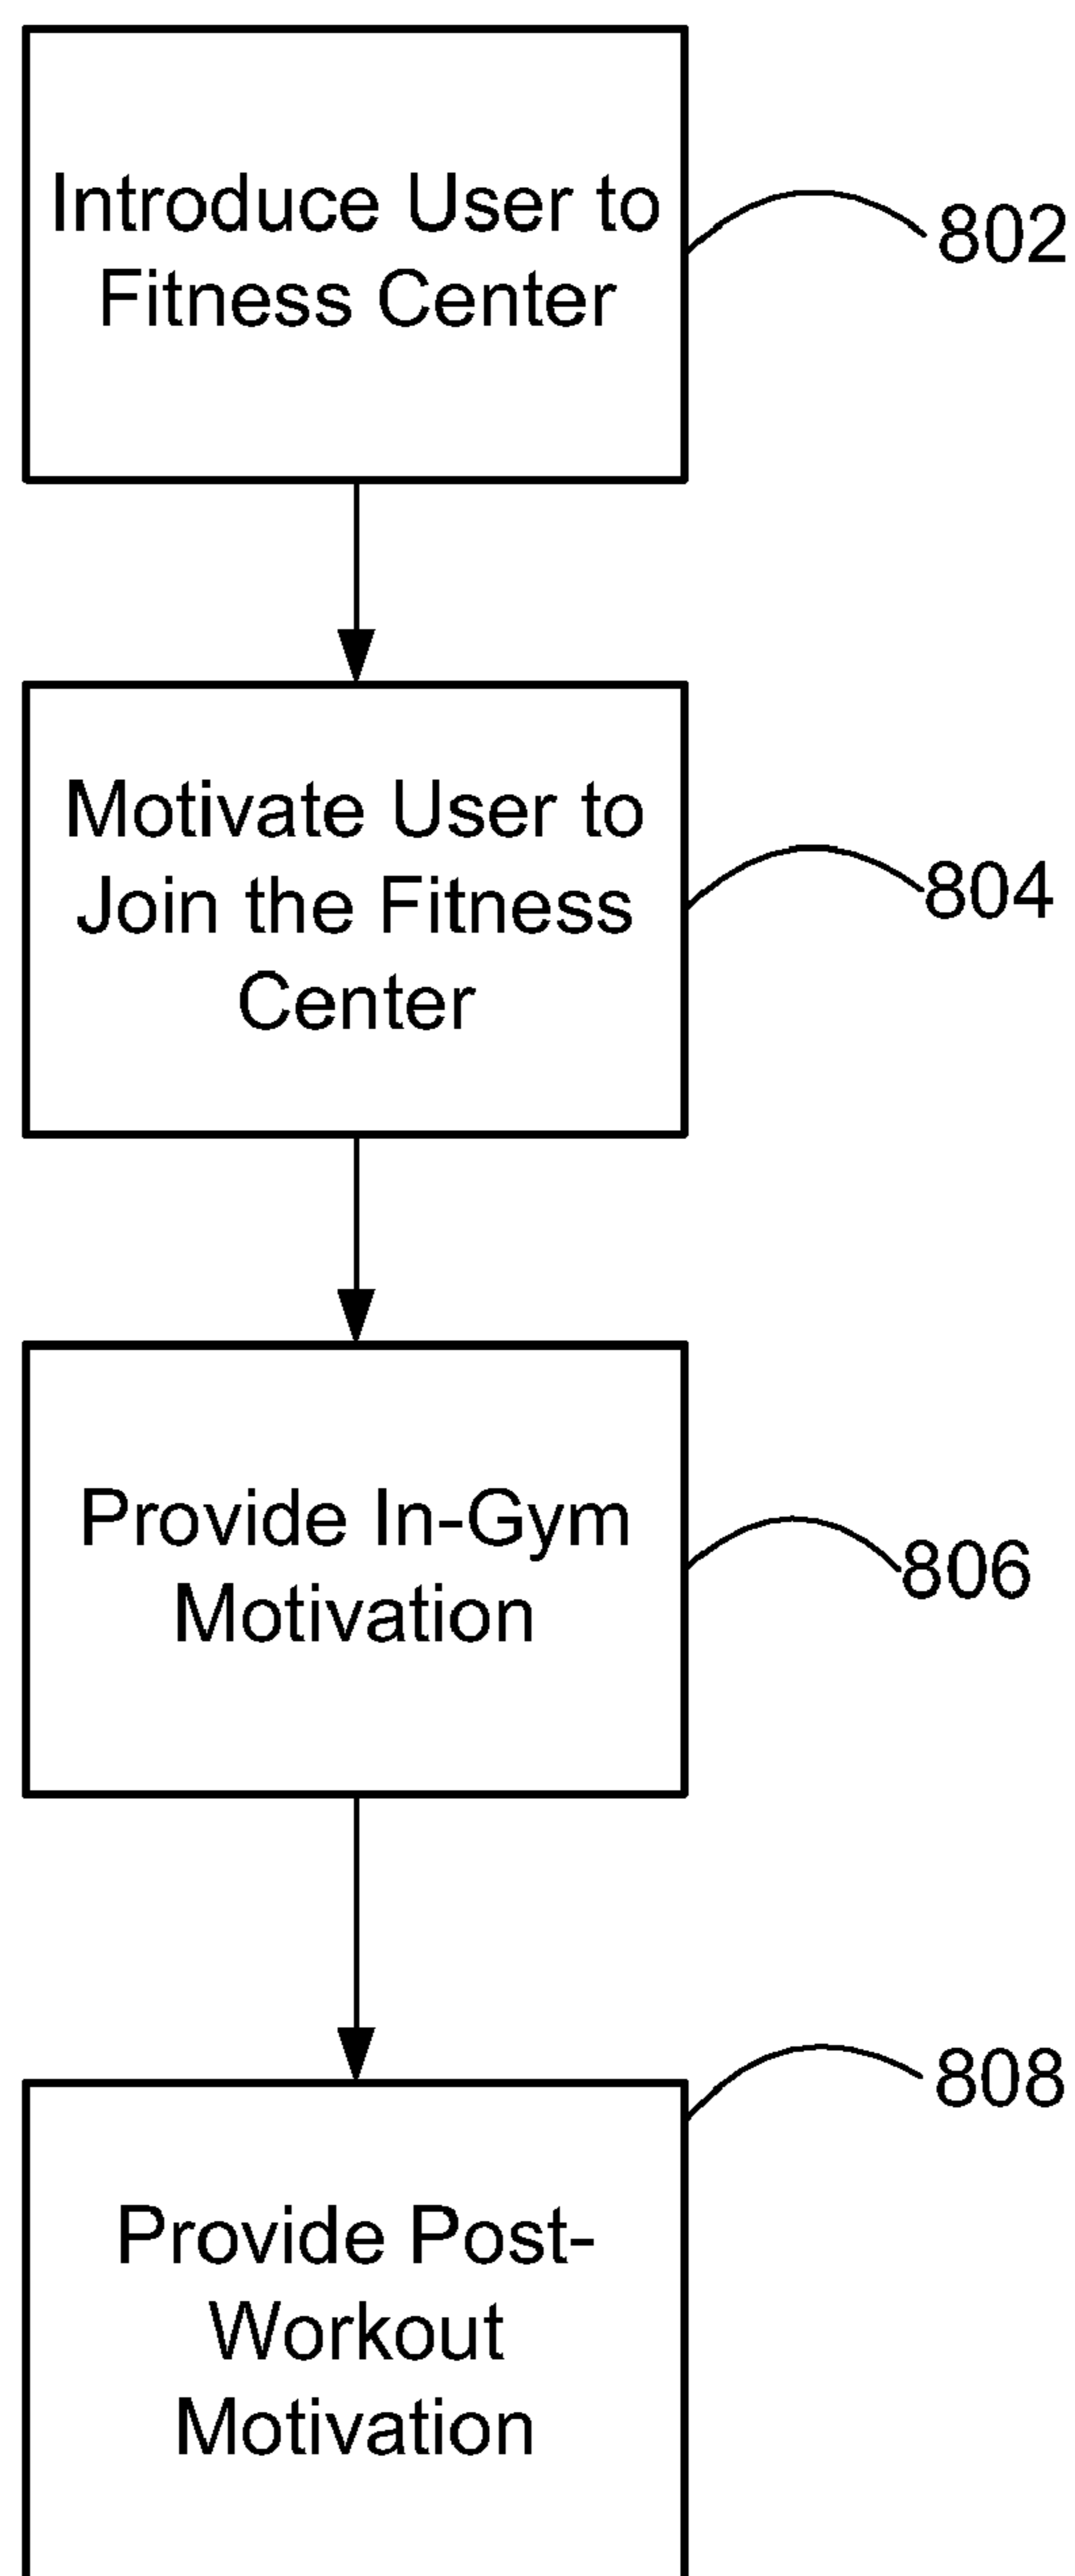 Introduce User to
Fitness Center
802
Motivate User to
Join the Fitness
Center
804
Provide In-Gym
Motivation
806
808
Provide Post-
Workout
Motivation